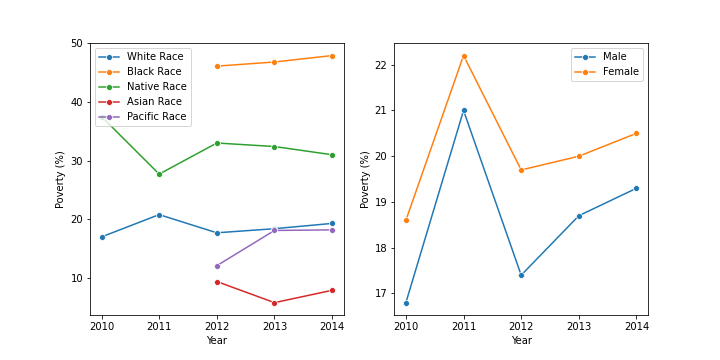 50
40
30
20
10
Poverty (%)
2010 2011 2012 2013 2014
Year
White Race
Black Race
Native Race
Asian Race
Pacific Race
22
21
20
19
18
17
Poverty (%)
2010 2011 2012 2013 2014
Year
Male
Female